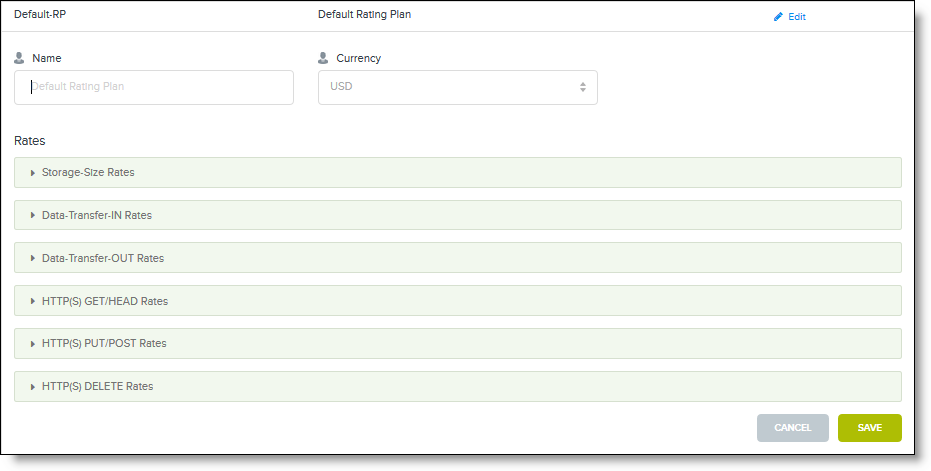 Default-RP Default Rating Plan Edit
Name Currency
Default Rating Plan USD
Rates
Storage-Size Rates
Data-Transfer-IN Rates
Data-Transfer-OUT Rates
HTTP(S) GET/HEAD Rates
HTTP(S) PUT/POST Rates
HTTP(S) DELETE Rates
CANCEL SAVE